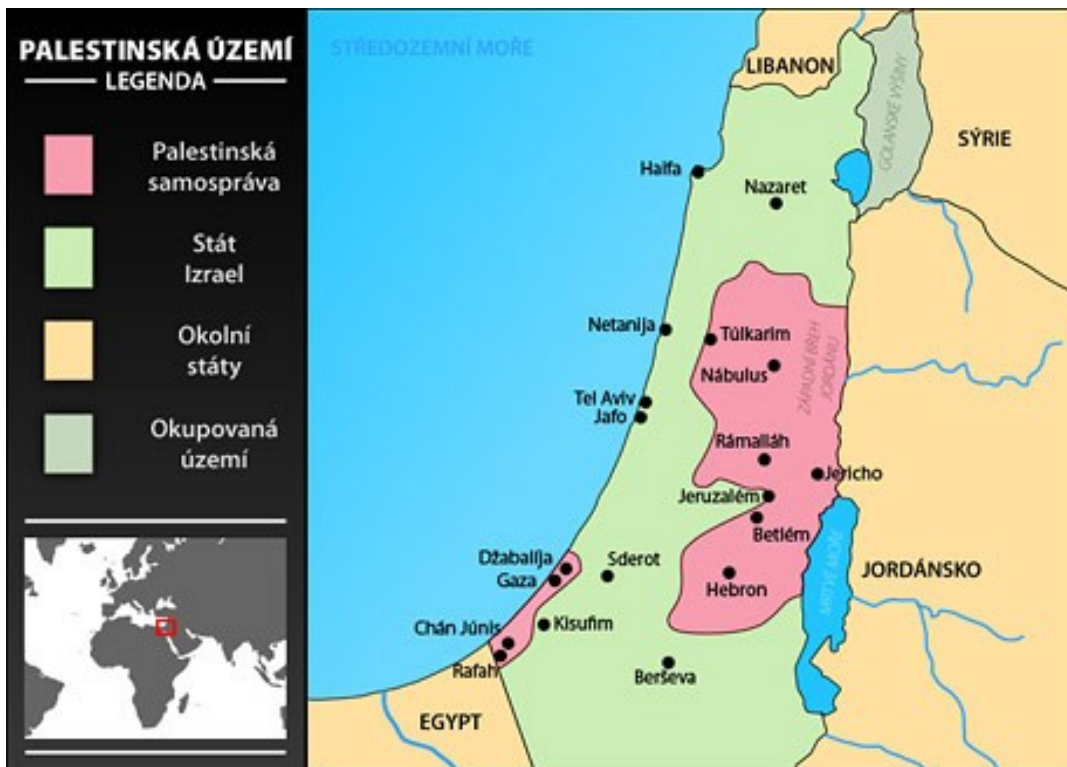 PALESTINSKÁ ÚZEMÍ
LEGENDA
Palestinská
samospráva
Stát
Izrael
Okolní
státy
Okupovaná
území
STŘEDOZEMNÍ MOŘE
LIBANON
GOLANSKÉ VÝŠINY
SÝRIE
Haifa
Nazaret
Netanija
Túlkarim
Nábulus
ZÁPADNÍ BŘEH
JORDÁNU
Tel Aviv
Jafo
Rámalláh
Jericho
Jeruzalém
Betlém
Džabalíja
Gaza
Sderot
Hebron
MRTVÉ MOŘE
JORDÁNSKO
Chán Júnis
Kisufim
Rafah
Berševa
EGYPT